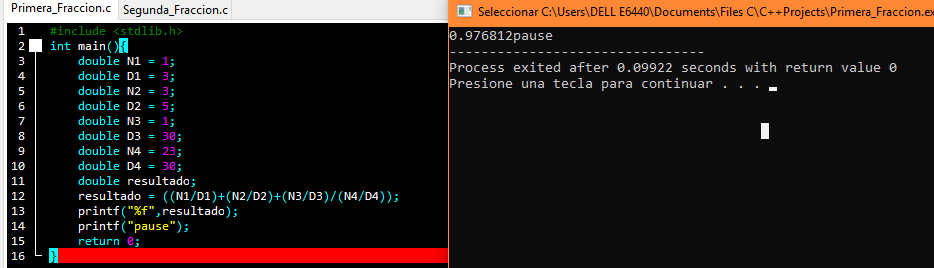 Primera_Fraccion.c Segunda_Fraccion.c
1 #include <stdlib.h>
2 int main(){
3 double N1 = 1;
4 double D1 = 3;
5 double N2 = 3;
6 double D2 = 5;
7 double N3 = 1;
8 double D3 = 30;
9 double N4 = 23;
10 double D4 = 30;
11 double resultado;
12 resultado = ((N1/D1)+(N2/D2)+(N3/D3)/(N4/D4));
13 printf("%f",resultado);
14 printf("pause");
15 return 0;
16 }
Seleccionar C:\Users\DELL E6440\Documents\Files C\C++Projects\Primera_Fraccion.ex
0.976812pause
--------------------------------
Process exited after 0.09922 seconds with return value 0
Presione una tecla para continuar . . .